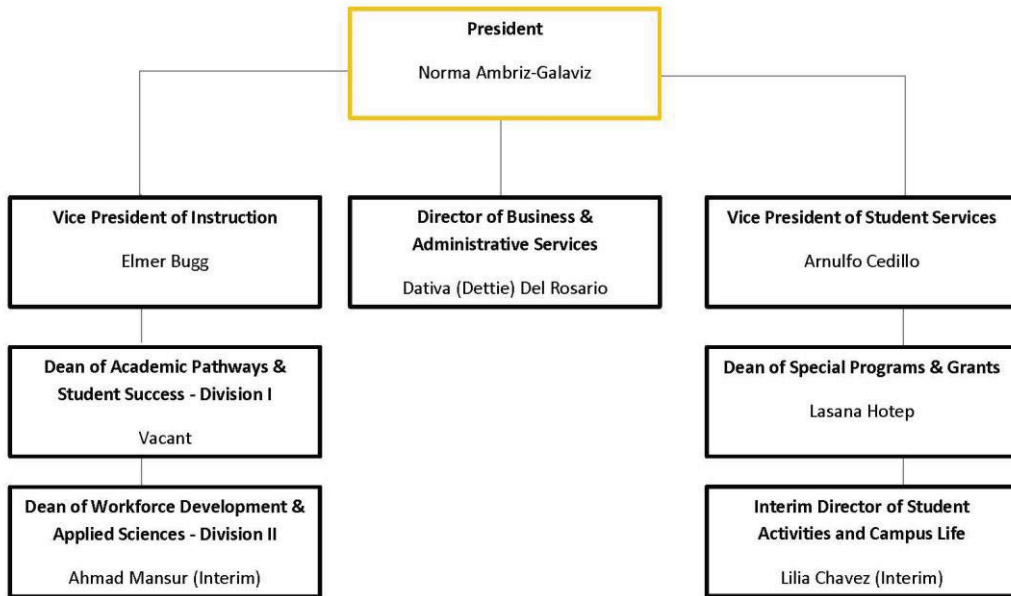 President
Norma Ambriz-Galaviz
Vice President of Instruction
Elmer Bugg
Director of Business &
Administrative Services
Dativa (Dettie) Del Rosario
Vice President of Student Services
Arnulfo Cedillo
Dean of Academic Pathways &
Student Success - Division I
Vacant
Dean of Special Programs & Grants
Lasana Hotep
Dean of Workforce Development &
Applied Sciences - Division II
Ahmad Mansur (Interim)
Interim Director of Student
Activities and Campus Life
Lilia Chavez (Interim)